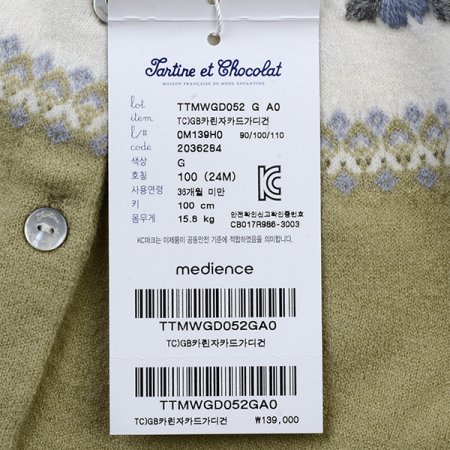 Tartine et Chocolat
MAISON FRANÇAISE DE MODE ENFANTINE
lot TTMWGD052 G A0
item TC)GB카린자카드가디건
l/# 0M139H0 90/100/110
code 2036284
색상 G
호칭 100 (24M)
사용연령 36개월 미만
키 100 cm
몸무게 15.6 kg
안전확인신고확인증번호
CB017R986-3003
KC마크는 이제품이 공통안전 기준에 적합하였음을 의미합니다.
medience
TTMWGD052GA0
TC)GB카린자카드가디건
TTMWGD052GA0
TC)GB카린자카드가디건
₩139,000